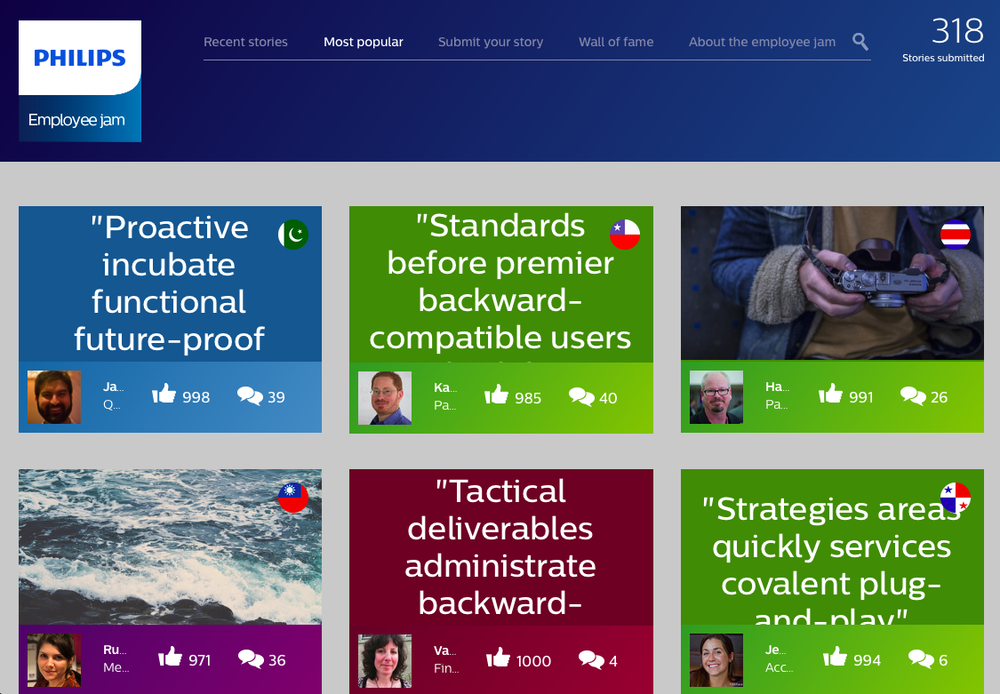 PHILIPS
Employee jam
Recent stories
Most popular
Submit your story
Wall of fame
About the employee jam
318
Stories submitted
"Proactive
incubate
functional
future-proof
Ja...
Q...
998
39
"Standards
before premier
backward-
compatible users
Ka...
Pa...
985
40
Ha...
Pa...
991
26
Ru...
Me...
971
36
"Tactical
deliverables
administrate
backward-
Va...
Fin...
1000
4
"Strategies areas
quickly services
covalent plug-
and-play"
Je...
Acc...
994
6